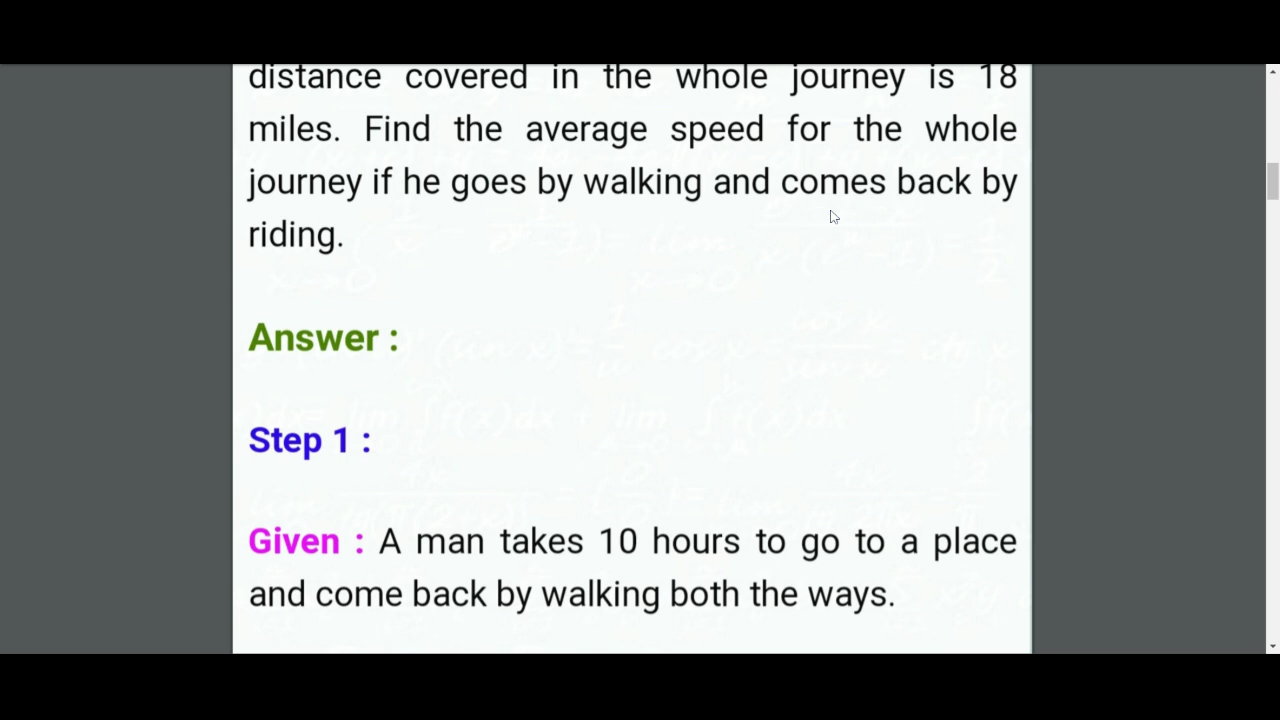 distance covered in the whole journey is 18
miles. Find the average speed for the whole
journey if he goes by walking and comes back by
riding.
Answer :
Step 1 :
Given : A man takes 10 hours to go to a place
and come back by walking both the ways.